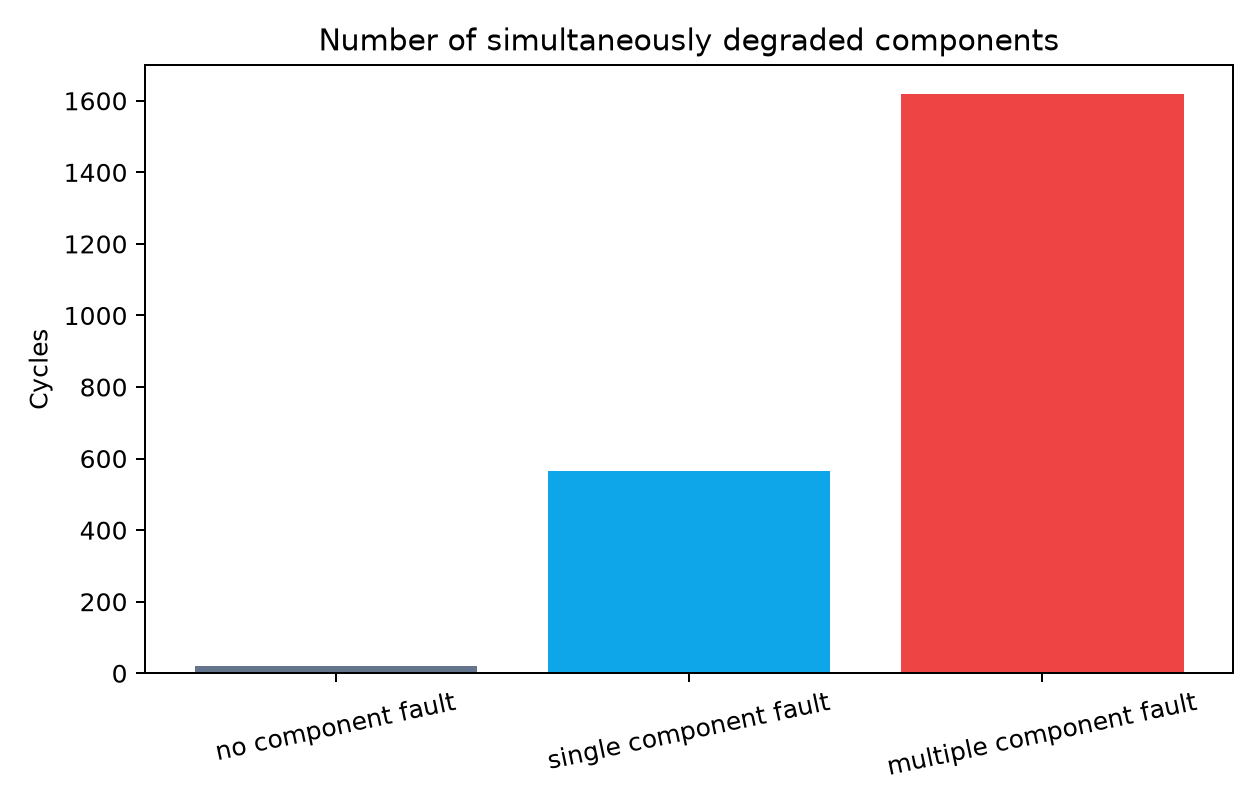 Number of simultaneously degraded components
Cycles
1600
1400
1200
1000
800
600
400
200
0
no component fault
single component fault
multiple component fault